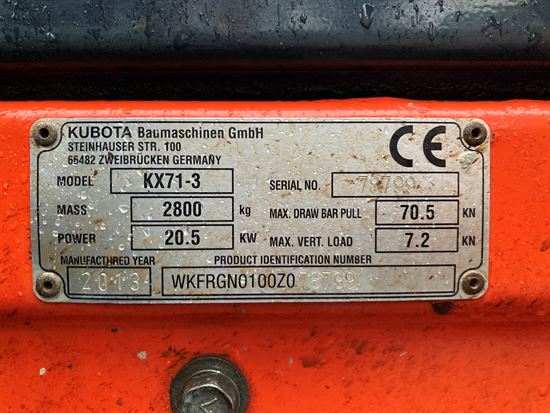 KUBOTA Baumaschinen GmbH
STEINHAUSER STR. 100
66482 ZWEIBRÜCKEN GERMANY
CE
MODEL KX71-3
SERIAL NO. 78799
MASS 2800 kg
MAX. DRAW BAR PULL 70.5 KN
POWER 20.5 KW
MAX. VERT. LOAD 7.2 KN
MANUFACTHRED YEAR PRODUCT IDENTIFICATION NUMBER
2013 WKFRGN0100Z078799